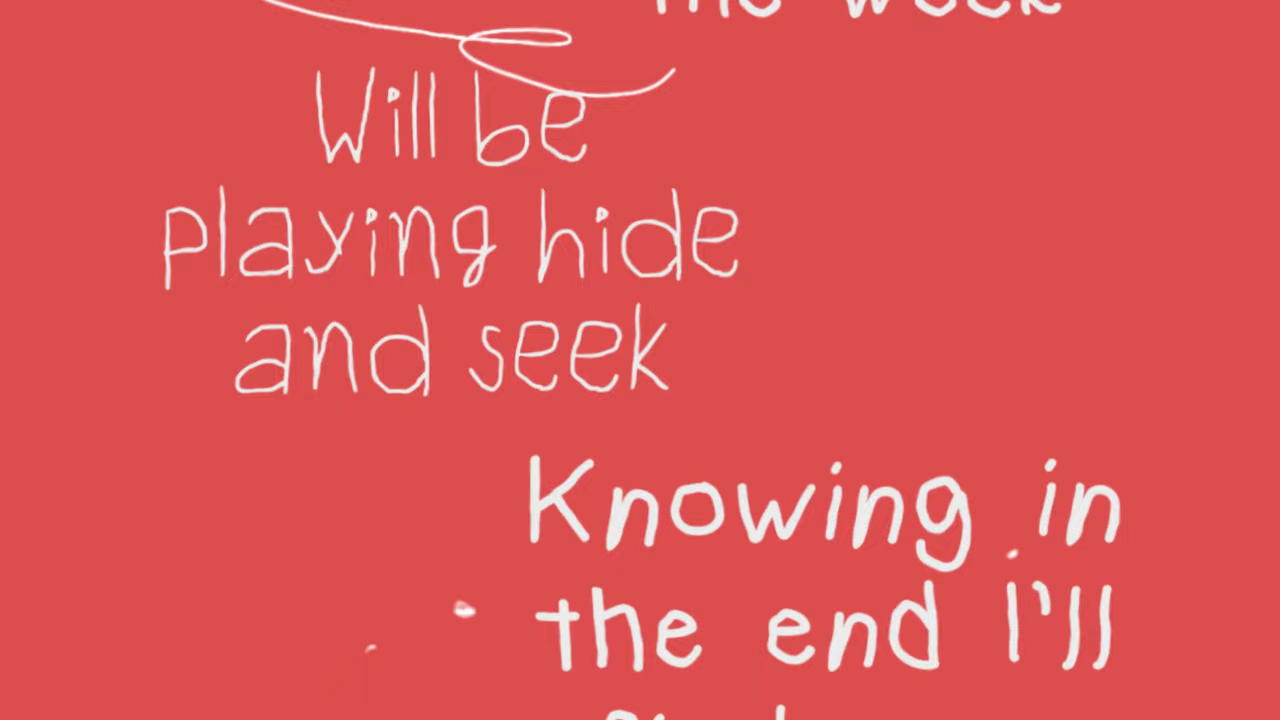 the week
Will be
playing hide
and seek
Knowing in
the end I'll